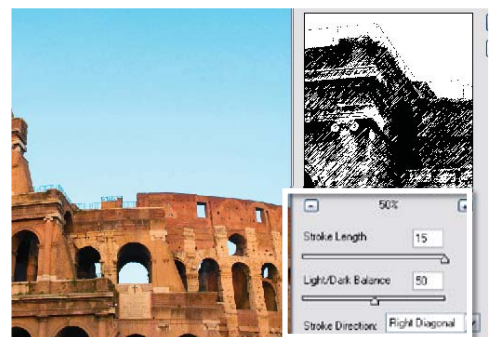 50%
Stroke Length 15
Light/Dark Balance 50
Stroke Direction: Right Diagonal